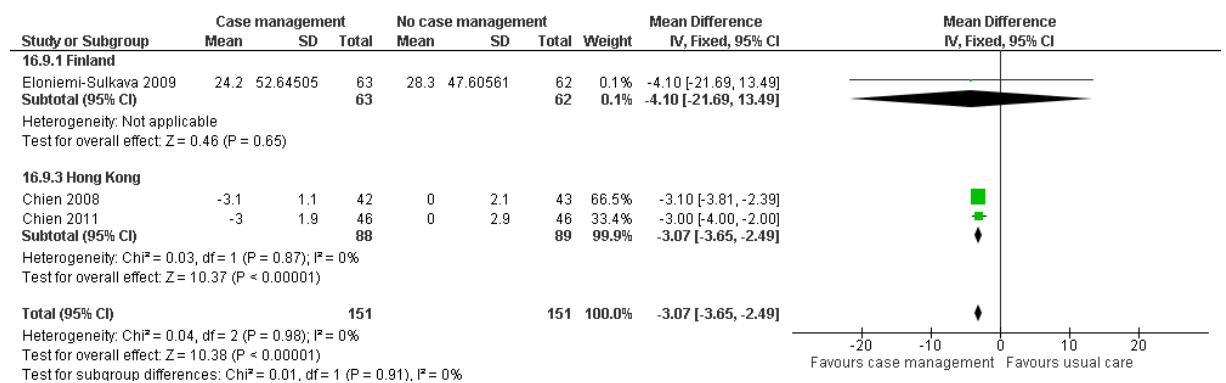 Case management No case management Mean Difference Mean Difference
Study or Subgroup Mean SD Total Mean SD Total Weight IV, Fixed, 95% CI IV, Fixed, 95% CI
16.9.1 Finland
Eloniemi-Sulkava 2009 24.2 52.64505 63 28.3 47.60561 62 0.1% -4.10 [-21.69, 13.49]
Subtotal (95% CI) 63 62 0.1% -4.10 [-21.69, 13.49]
Heterogeneity: Not applicable
Test for overall effect: Z = 0.46 (P = 0.65)
16.9.3 Hong Kong
Chien 2008 -3.1 1.1 42 0 2.1 43 66.5% -3.10 [-3.81, -2.39]
Chien 2011 -3 1.9 46 0 2.9 46 33.4% -3.00 [-4.00, -2.00]
Subtotal (95% CI) 88 89 99.9% -3.07 [-3.65, -2.49]
Heterogeneity: Chi² = 0.03, df = 1 (P = 0.87); I² = 0%
Test for overall effect: Z = 10.37 (P < 0.00001)
Total (95% CI) 151 151 100.0% -3.07 [-3.65, -2.49]
Heterogeneity: Chi² = 0.04, df = 2 (P = 0.98); I² = 0%
Test for overall effect: Z = 10.38 (P < 0.00001)
Test for subgroup differences: Chi² = 0.01, df = 1 (P = 0.91), I² = 0%
-20 -10 0 10 20
Favours case management Favours usual care